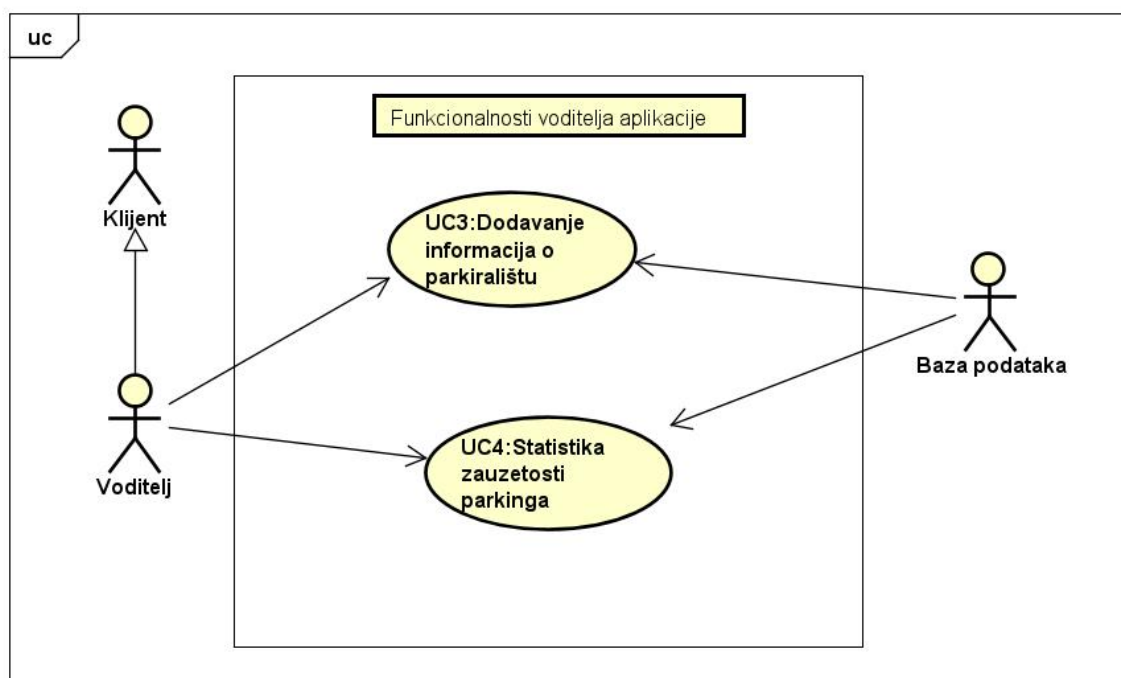 uc
Funkcionalnosti voditelja aplikacije
Klijent
UC3:Dodavanje
informacija o
parkiralištu
Baza podataka
UC4:Statistika
zauzetosti
parkinga
Voditelj